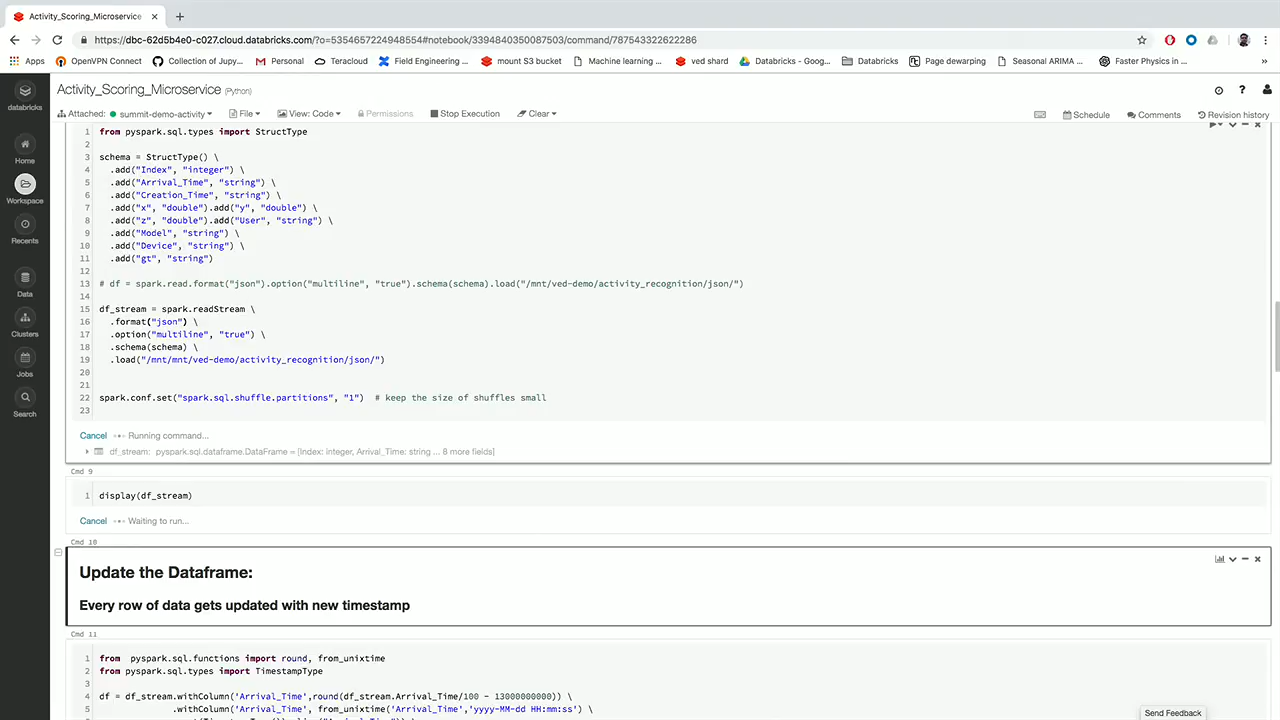 Activity_Scoring_Microservice
https://dbc-62d5b4e0-c027.cloud.databricks.com/?o=5354657224948554#notebook/3394840350087503/command/787543322622286
Apps OpenVPN Connect Collection of Jupy... Personal Teracloud Field Engineering ... mount S3 bucket Machine learning ... ved shard Databricks - Goog... Databricks Page dewarping Seasonal ARIMA ... Faster Physics in ... »
databricks
Home
Workspace
Recents
Data
Clusters
Jobs
Search
Activity_Scoring_Microservice (Python)
Attached: summit-demo-activity File View: Code Permissions Stop Execution Clear Schedule Comments Revision history
1 from pyspark.sql.types import StructType
2
3 schema = StructType() \
4 .add("Index", "integer") \
5 .add("Arrival_Time", "string") \
6 .add("Creation_Time", "string") \
7 .add("x", "double").add("y", "double") \
8 .add("z", "double").add("User", "string") \
9 .add("Model", "string") \
10 .add("Device", "string") \
11 .add("gt", "string")
12
13 # df = spark.read.format("json").option("multiline", "true").schema(schema).load("/mnt/ved-demo/activity_recognition/json/")
14
15 df_stream = spark.readStream \
16 .format("json") \
17 .option("multiline", "true") \
18 .schema(schema) \
19 .load("/mnt/mnt/ved-demo/activity_recognition/json/")
20
21
22 spark.conf.set("spark.sql.shuffle.partitions", "1") # keep the size of shuffles small
23
Cancel Running command...
df_stream: pyspark.sql.dataframe.DataFrame = [Index: integer, Arrival_Time: string ... 8 more fields]
Cmd 9
1 display(df_stream)
Cancel Waiting to run...
Cmd 10
Update the Dataframe:
Every row of data gets updated with new timestamp
Cmd 11
1 from pyspark.sql.functions import round, from_unixtime
2 from pyspark.sql.types import TimestampType
3
4 df = df_stream.withColumn('Arrival_Time',round(df_stream.Arrival_Time/100 - 13000000000)) \
5 .withColumn('Arrival_Time', from_unixtime('Arrival_Time','yyyy-MM-dd HH:mm:ss') \
Send Feedback